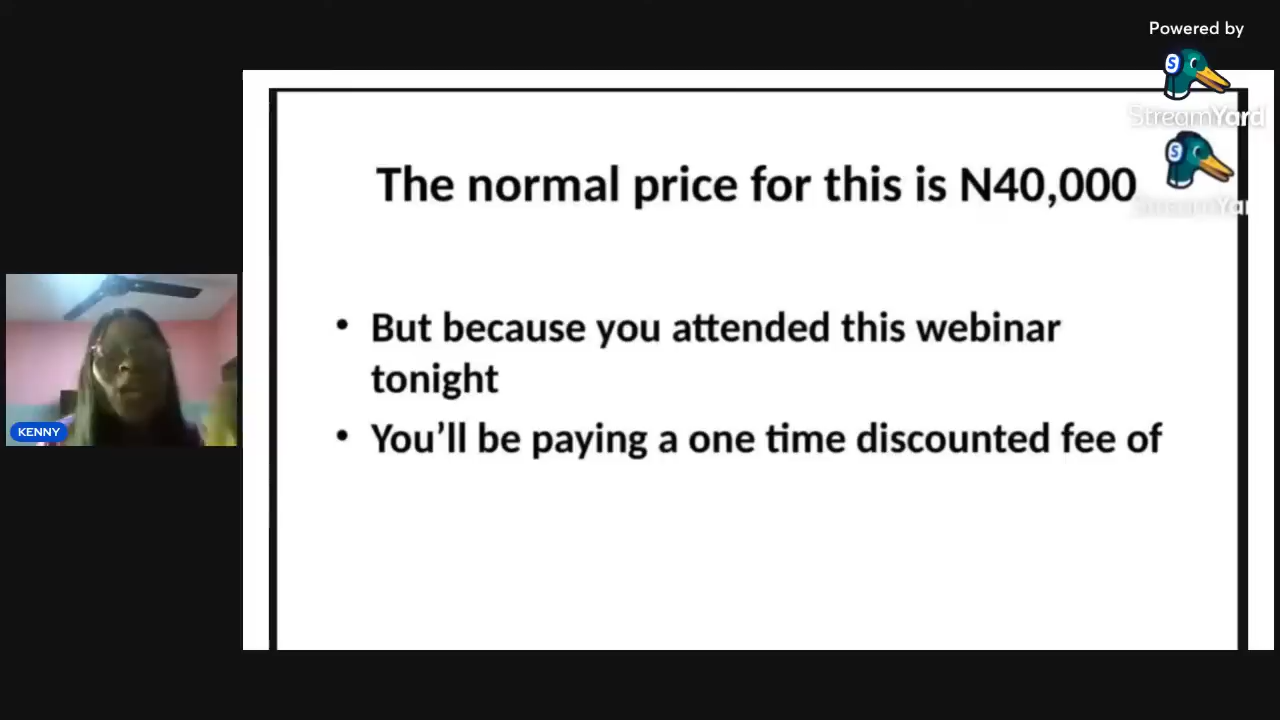 Powered by
StreamYard
The normal price for this is N40,000
• But because you attended this webinar
tonight
• You’ll be paying a one time discounted fee of
KENNY